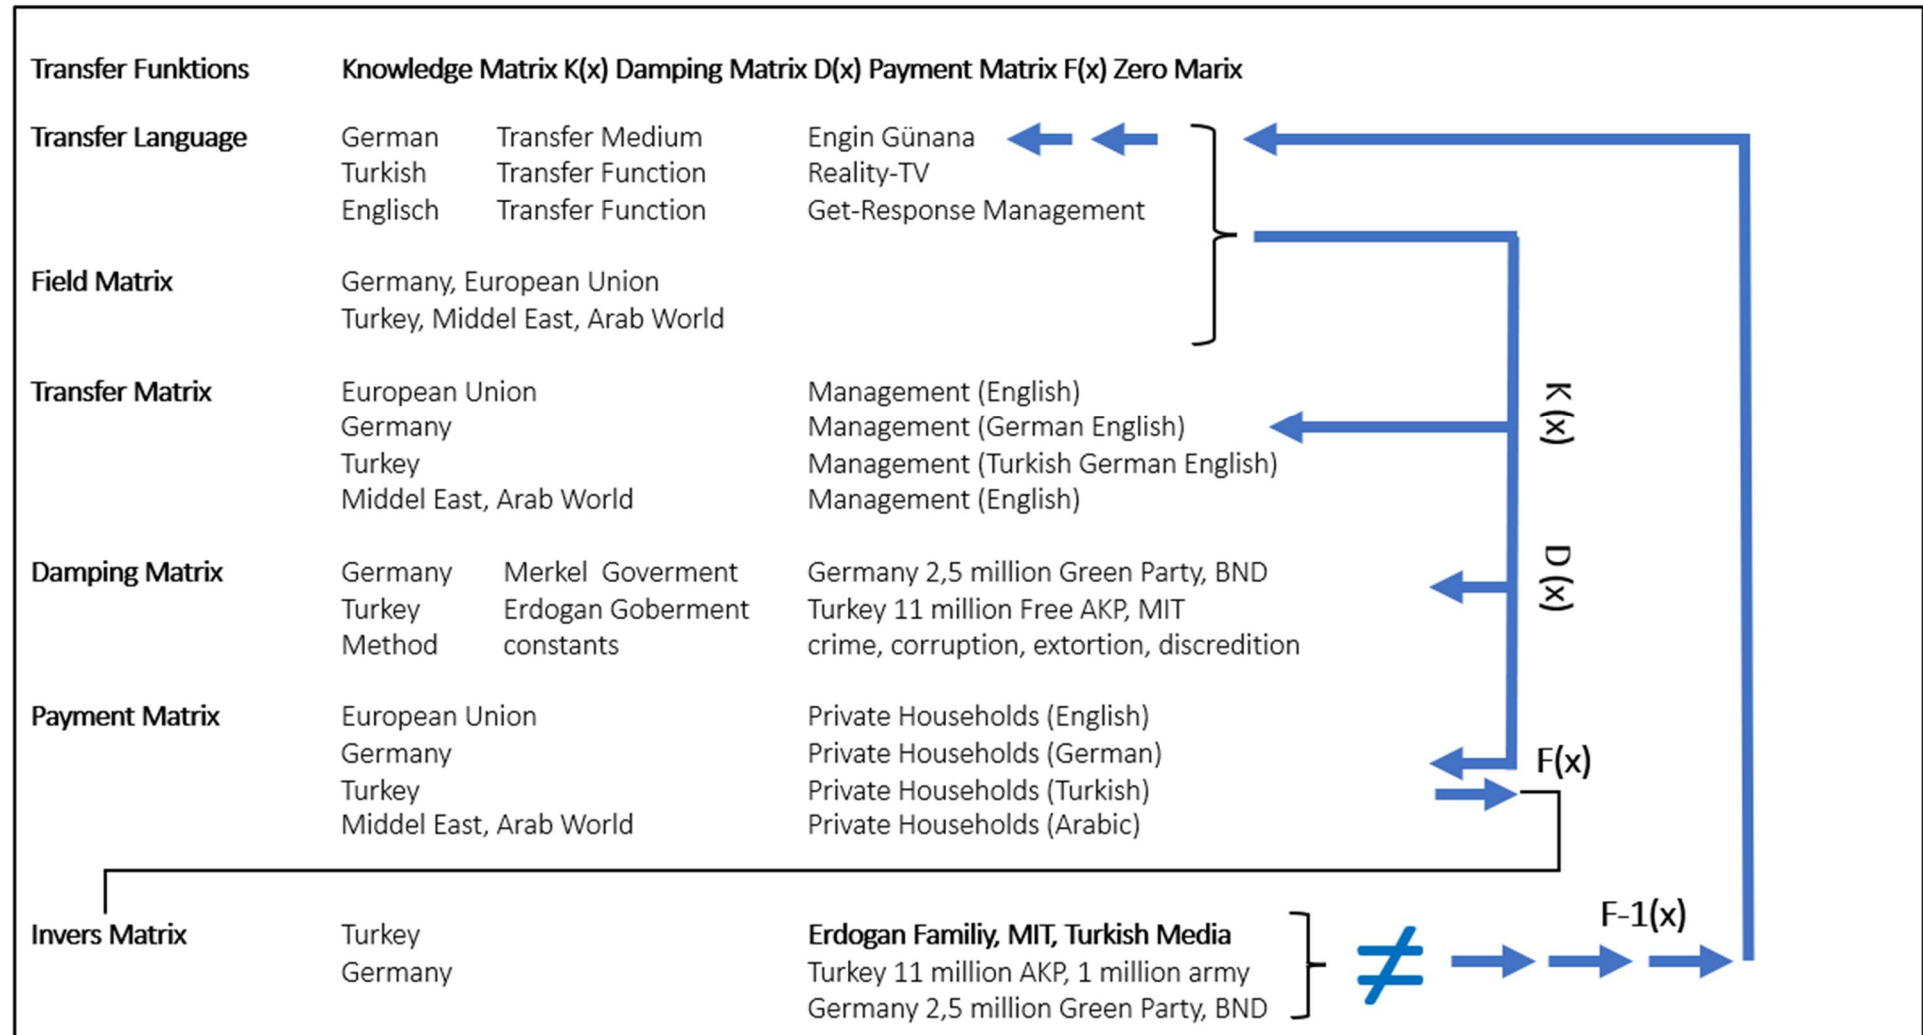 Transfer Funktions Knowledge Matrix K(x) Damping Matrix D(x) Payment Matrix F(x) Zero Marix
Transfer Language German Transfer Medium Engin Günana
Turkish Transfer Function Reality-TV
Englisch Transfer Function Get-Response Management
Field Matrix Germany, European Union
Turkey, Middel East, Arab World
Transfer Matrix European Union Management (English)
Germany Management (German English)
Turkey Management (Turkish German English)
Middel East, Arab World Management (English)
K(x)
Damping Matrix Germany Merkel Goverment Germany 2,5 million Green Party, BND
Turkey Erdogan Goberment Turkey 11 million Free AKP, MIT
Method constants crime, corruption, extortion, discredition
D(x)
Payment Matrix European Union Private Households (English)
Germany Private Households (German)
F(x)
Turkey Private Households (Turkish)
Middel East, Arab World Private Households (Arabic)
F-1(x)
Invers Matrix Turkey Erdogan Familiy, MIT, Turkish Media
Germany Turkey 11 million AKP, 1 million army
≠
Germany 2,5 million Green Party, BND